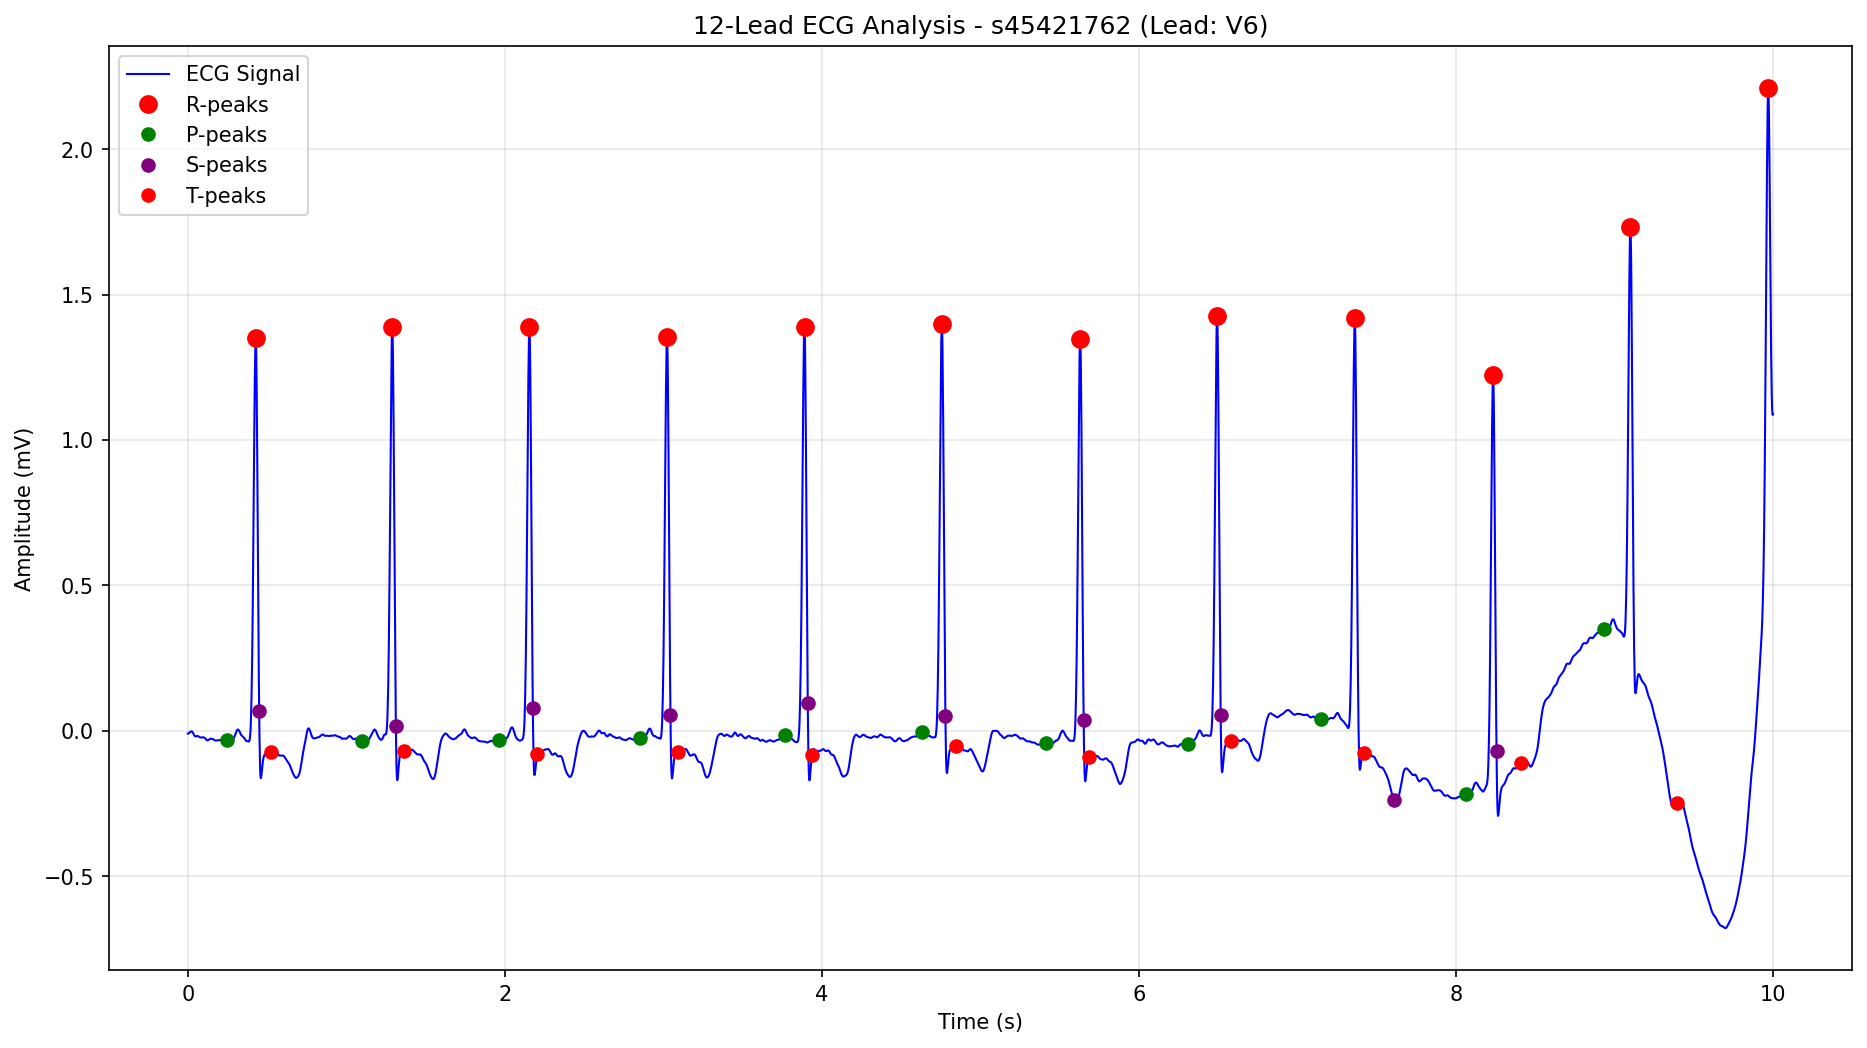 12-Lead ECG Analysis - s45421762 (Lead: V6)
ECG Signal
R-peaks
P-peaks
S-peaks
T-peaks
Amplitude (mV)
2.0
1.5
1.0
0.5
0.0
−0.5
0 2 4 6 8 10
Time (s)